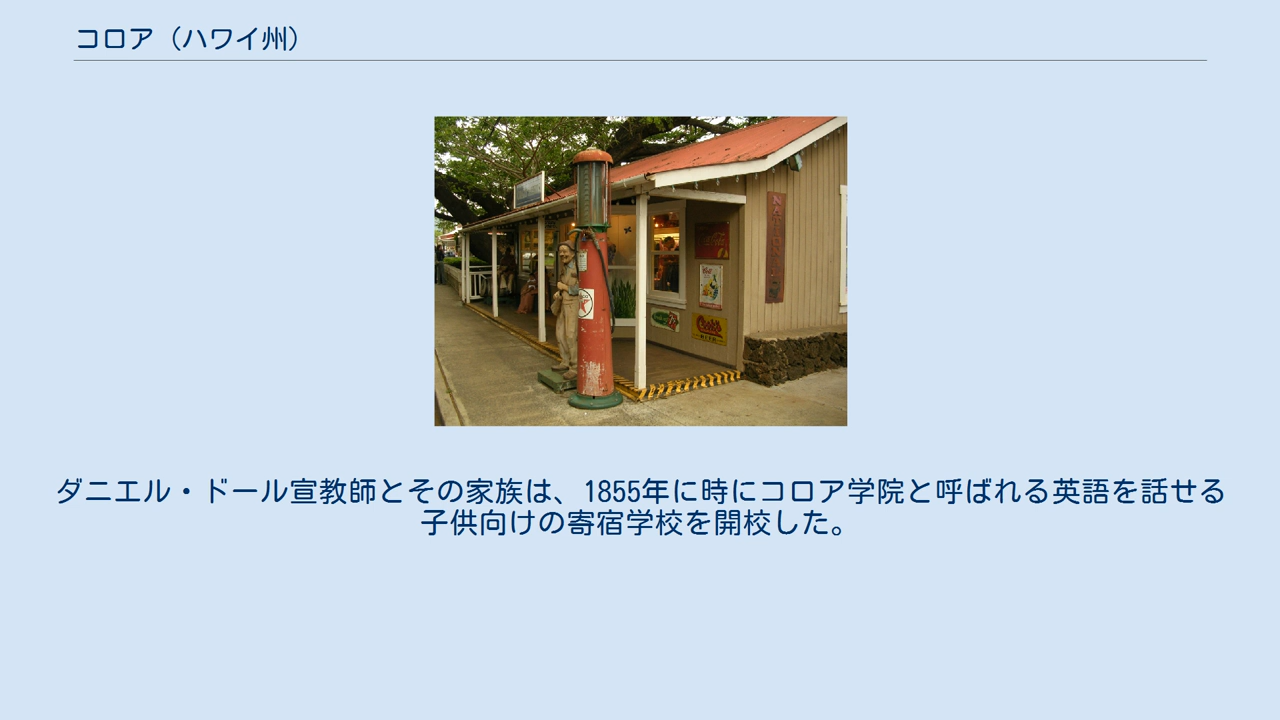 コロア（ハワイ州）
ダニエル・ドール宣教師とその家族は、1855年に時にコロア学院と呼ばれる英語を話せる
子供向けの寄宿学校を開校した。